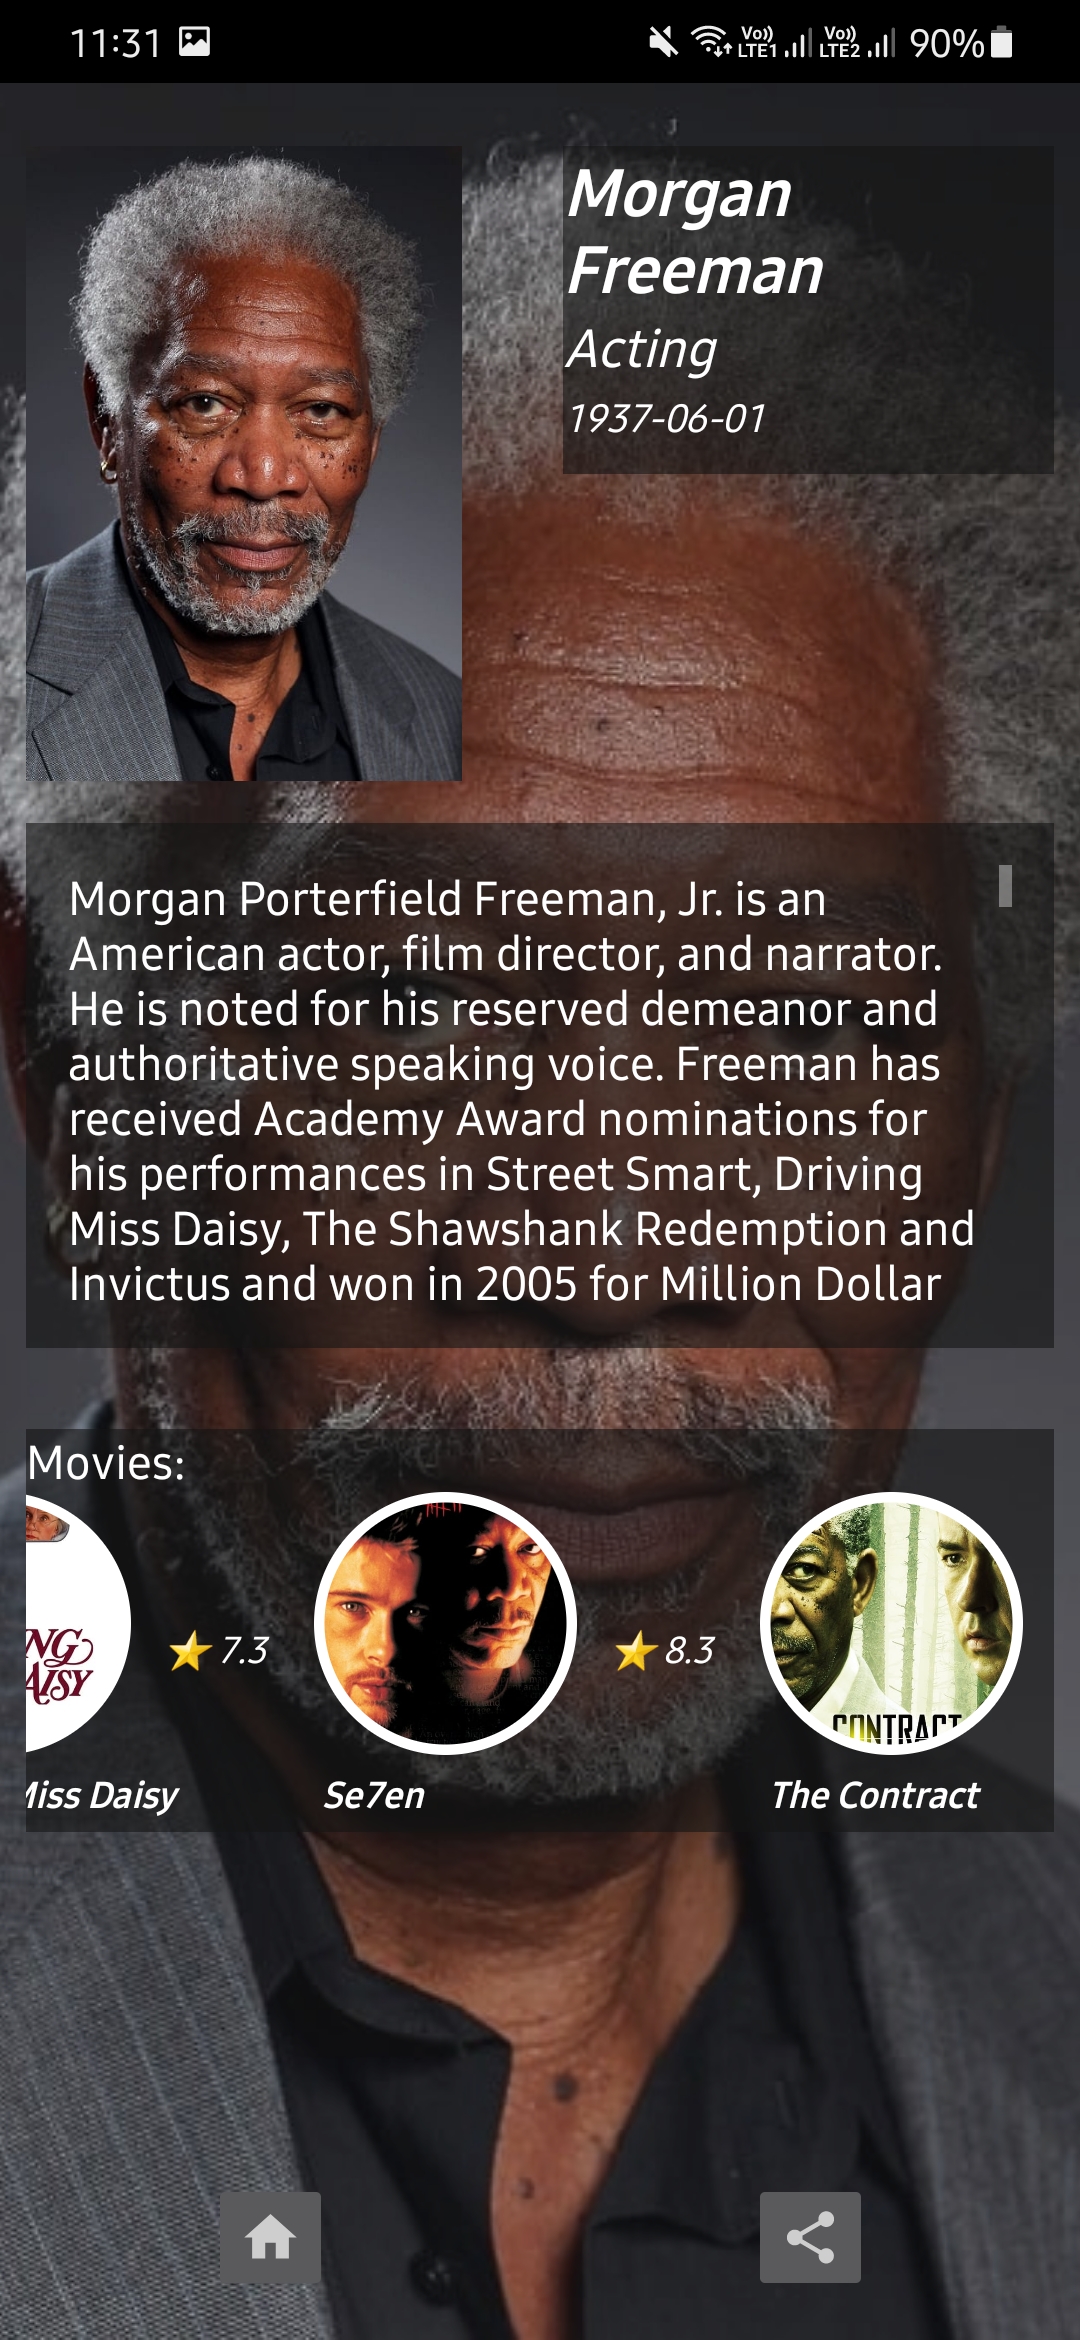 11:31
Vo)) LTE1 Vo)) LTE2 90%
Morgan
Freeman
Acting
1937-06-01
Morgan Porterfield Freeman, Jr. is an
American actor, film director, and narrator.
He is noted for his reserved demeanor and
authoritative speaking voice. Freeman has
received Academy Award nominations for
his performances in Street Smart, Driving
Miss Daisy, The Shawshank Redemption and
Invictus and won in 2005 for Million Dollar
Movies:
NG
AISY
7.3
8.3
CONTRACT
Miss Daisy
Se7en
The Contract